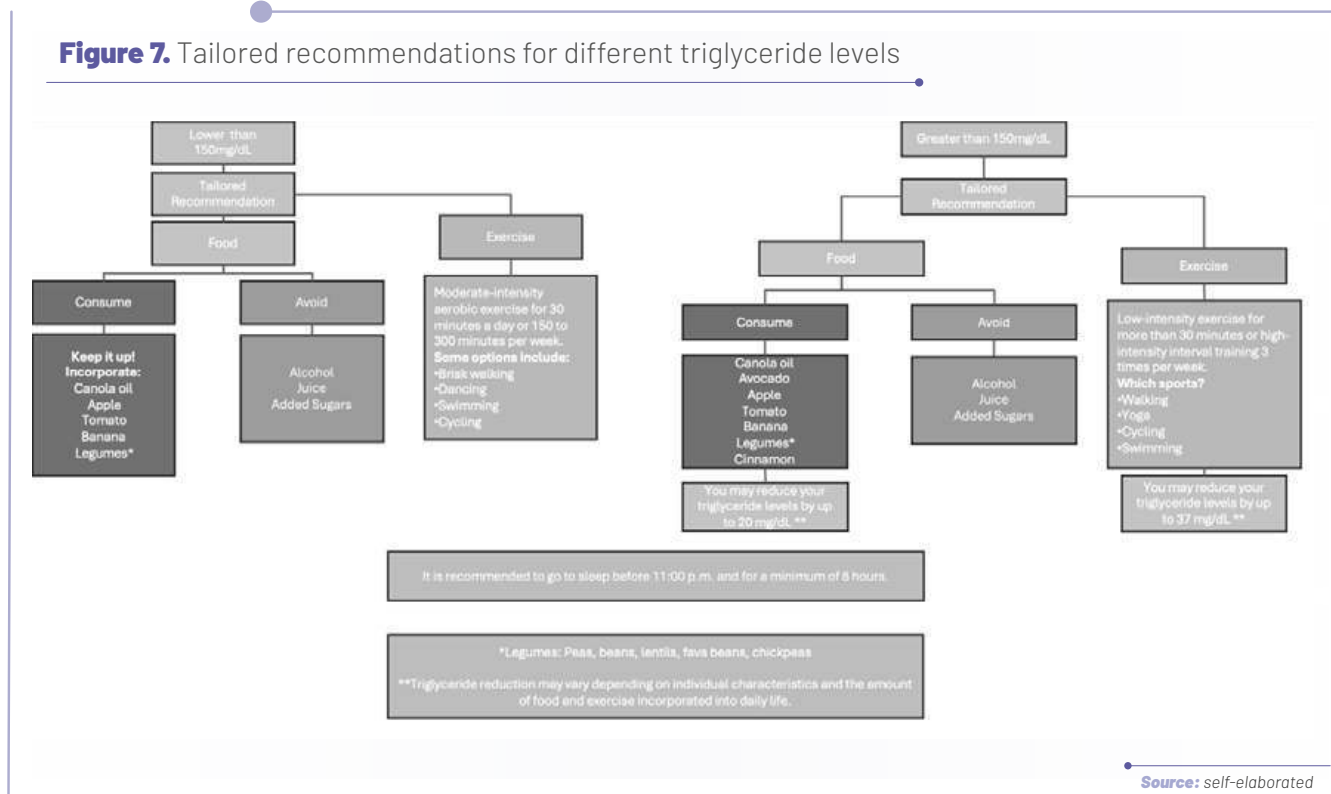 Figure 7. Tailored recommendations for different triglyceride levels
Lower than
150mg/dL
Tailored
Recommendation
Food
Exercise
Consume
Avoid
Keep it up!
Incorporate:
Canola oil
Apple
Tomato
Banana
Legumes*
Alcohol
Juice
Added Sugars
Moderate-intensity
aerobic exercise for 30
minutes a day or 150 to
300 minutes per week.
Some options include:
•Brisk walking
•Dancing
•Swimming
•Cycling
Greater than 150mg/dL
Tailored
Recommendation
Food
Exercise
Consume
Avoid
Canola oil
Avocado
Apple
Tomato
Banana
Legumes*
Cinnamon
You may reduce your
triglyceride levels by up
to 20 mg/dL **
Alcohol
Juice
Added Sugars
Low-intensity exercise for
more than 30 minutes or high-
intensity interval training 3
times per week.
Which sports?
•Walking
•Yoga
•Cycling
•Swimming
You may reduce your
triglyceride levels by up
to 37 mg/dL **
It is recommended to go to sleep before 11:00 p.m. and for a minimum of 8 hours.
*Legumes: Peas, beans, lentils, fava beans, chickpeas
**Triglyceride reduction may vary depending on individual characteristics and the amount
of food and exercise incorporated into daily life.
Source: self-elaborated